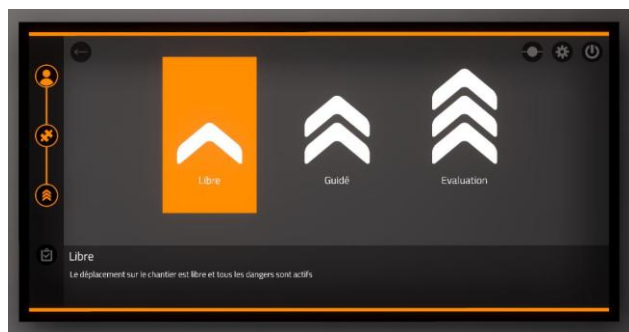 Libre
Guidé
Evaluation
Libre
Le déplacement sur le chantier est libre et tous les dangers sont actifs